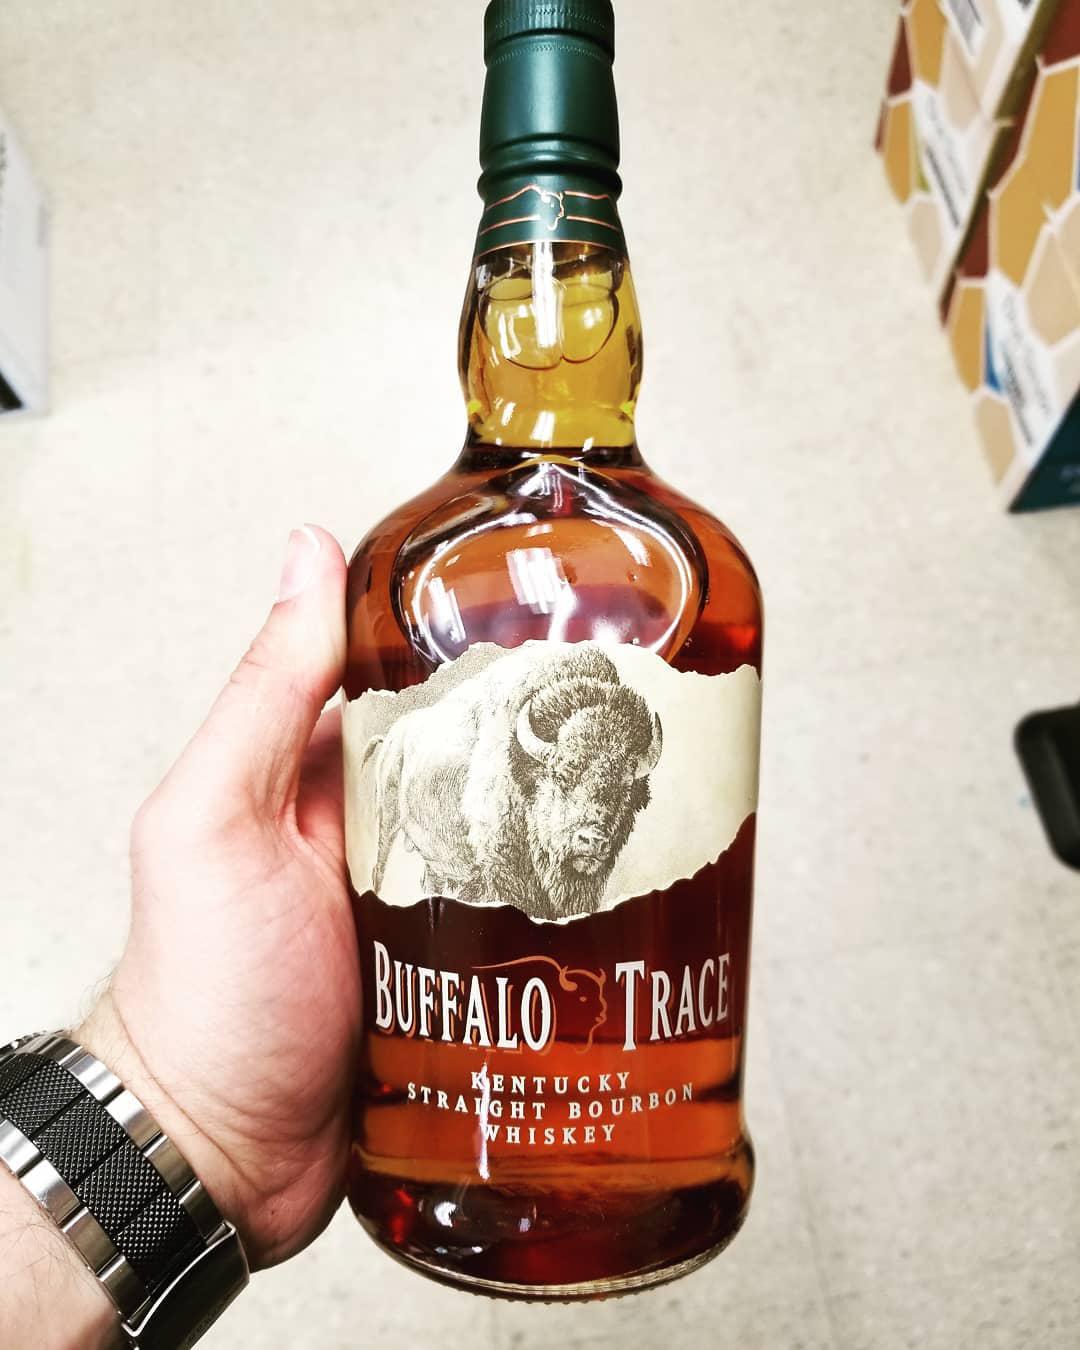 BUFFALO TRACE
KENTUCKY
STRAIGHT BOURBON
WHISKEY